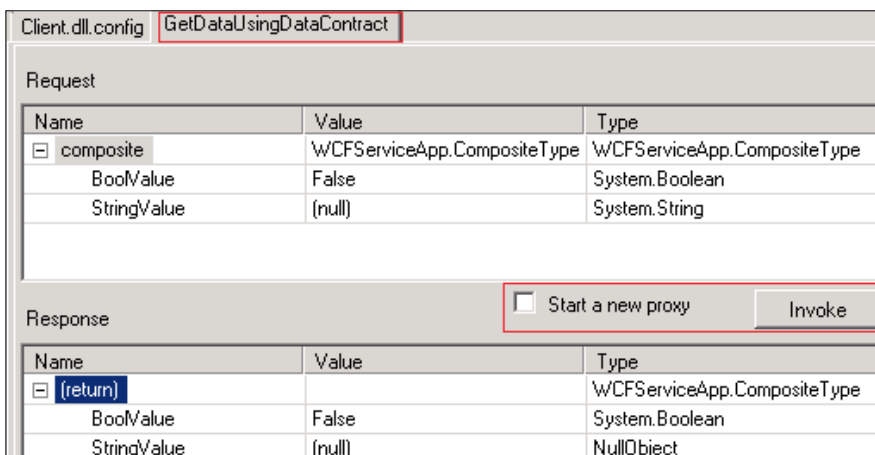 Client.dll.config GetDataUsingDataContract
Request
Name Value Type
composite WCFServiceApp.CompositeType WCFServiceApp.CompositeType
BoolValue False System.Boolean
StringValue (null) System.String
Start a new proxy Invoke
Response
Name Value Type
(return) WCFServiceApp.CompositeType
BoolValue False System.Boolean
StringValue (null) NullObject